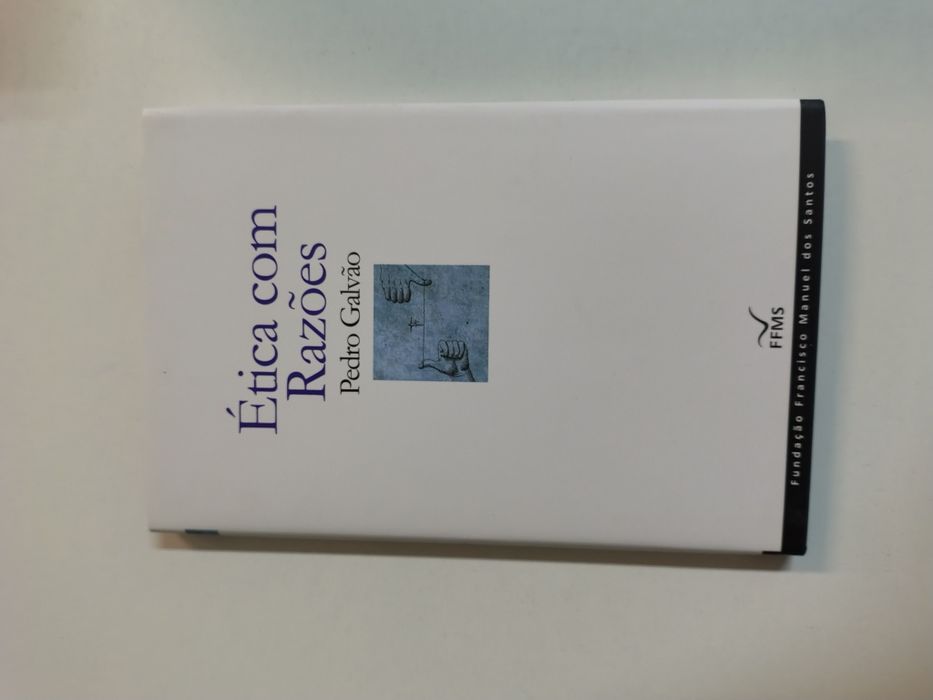 Ética com
Razões
Pedro Galvão
FFMS
Fundação Francisco Manuel dos Santos